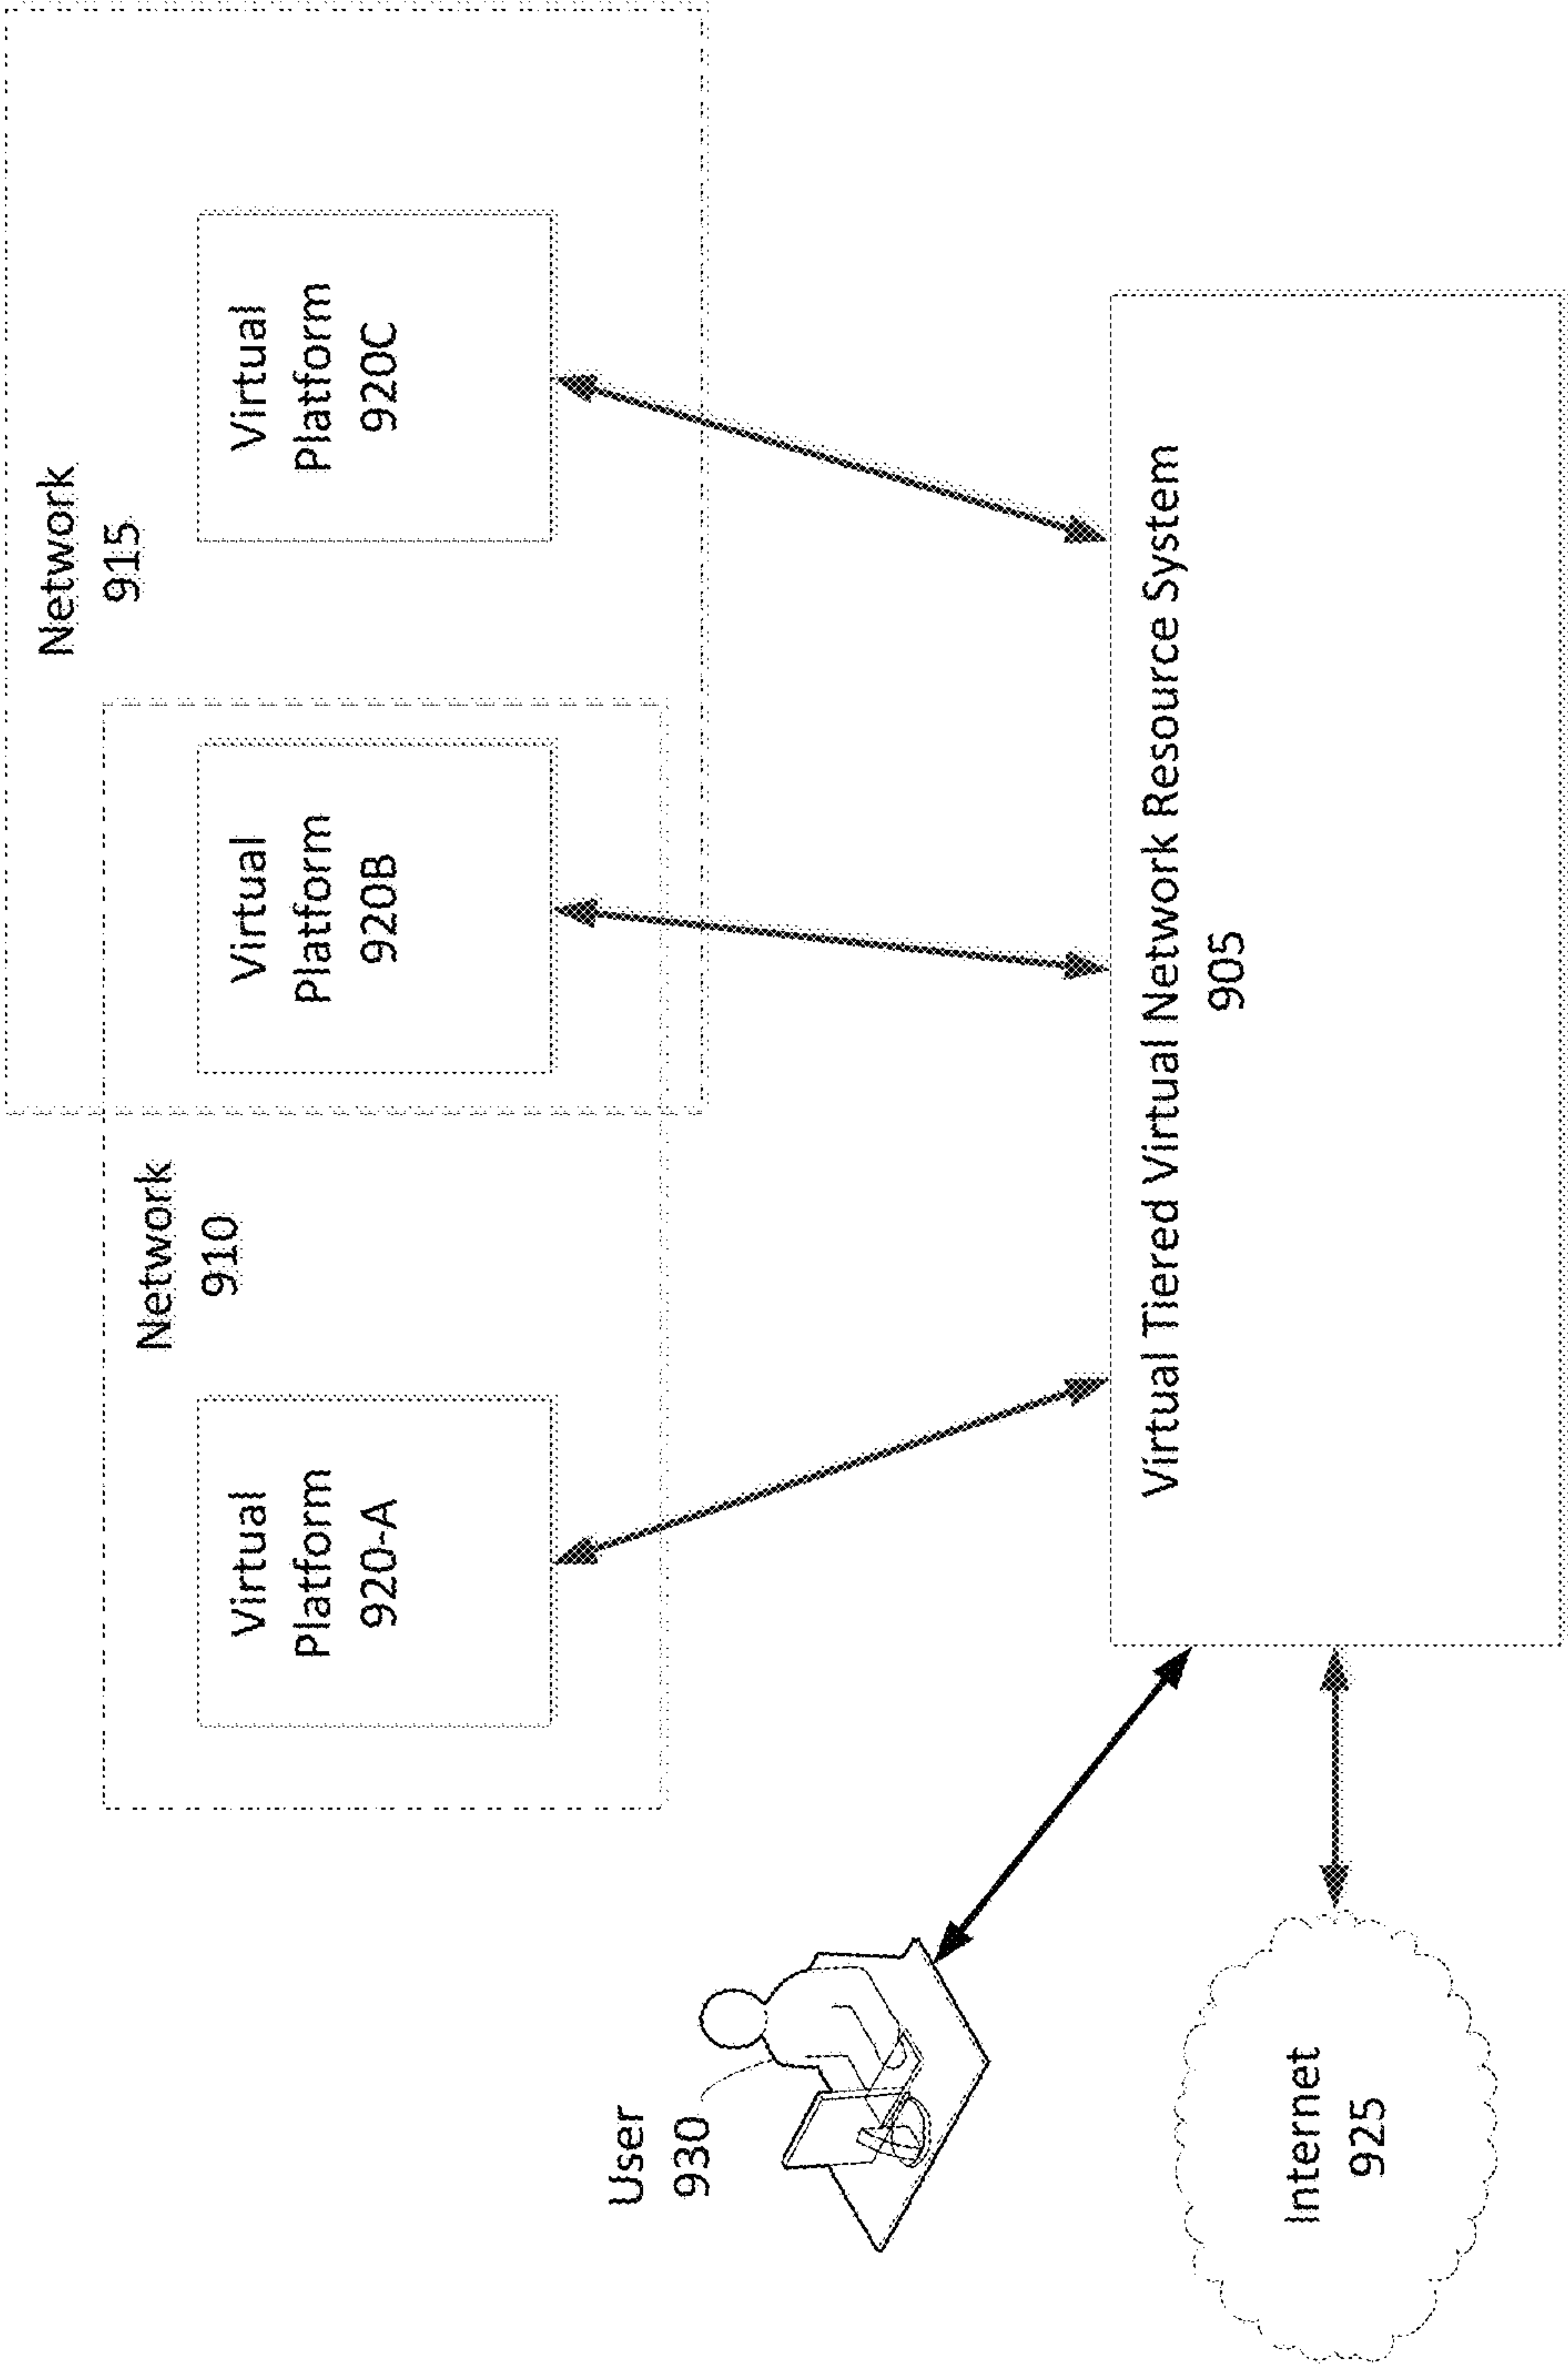 Network
915
Network
910
Virtual
Platform
920-A
Virtual
Platform
920B
Virtual
Platform
920C
User
930
Virtual Tiered Virtual Network Resource System
905
Internet
925